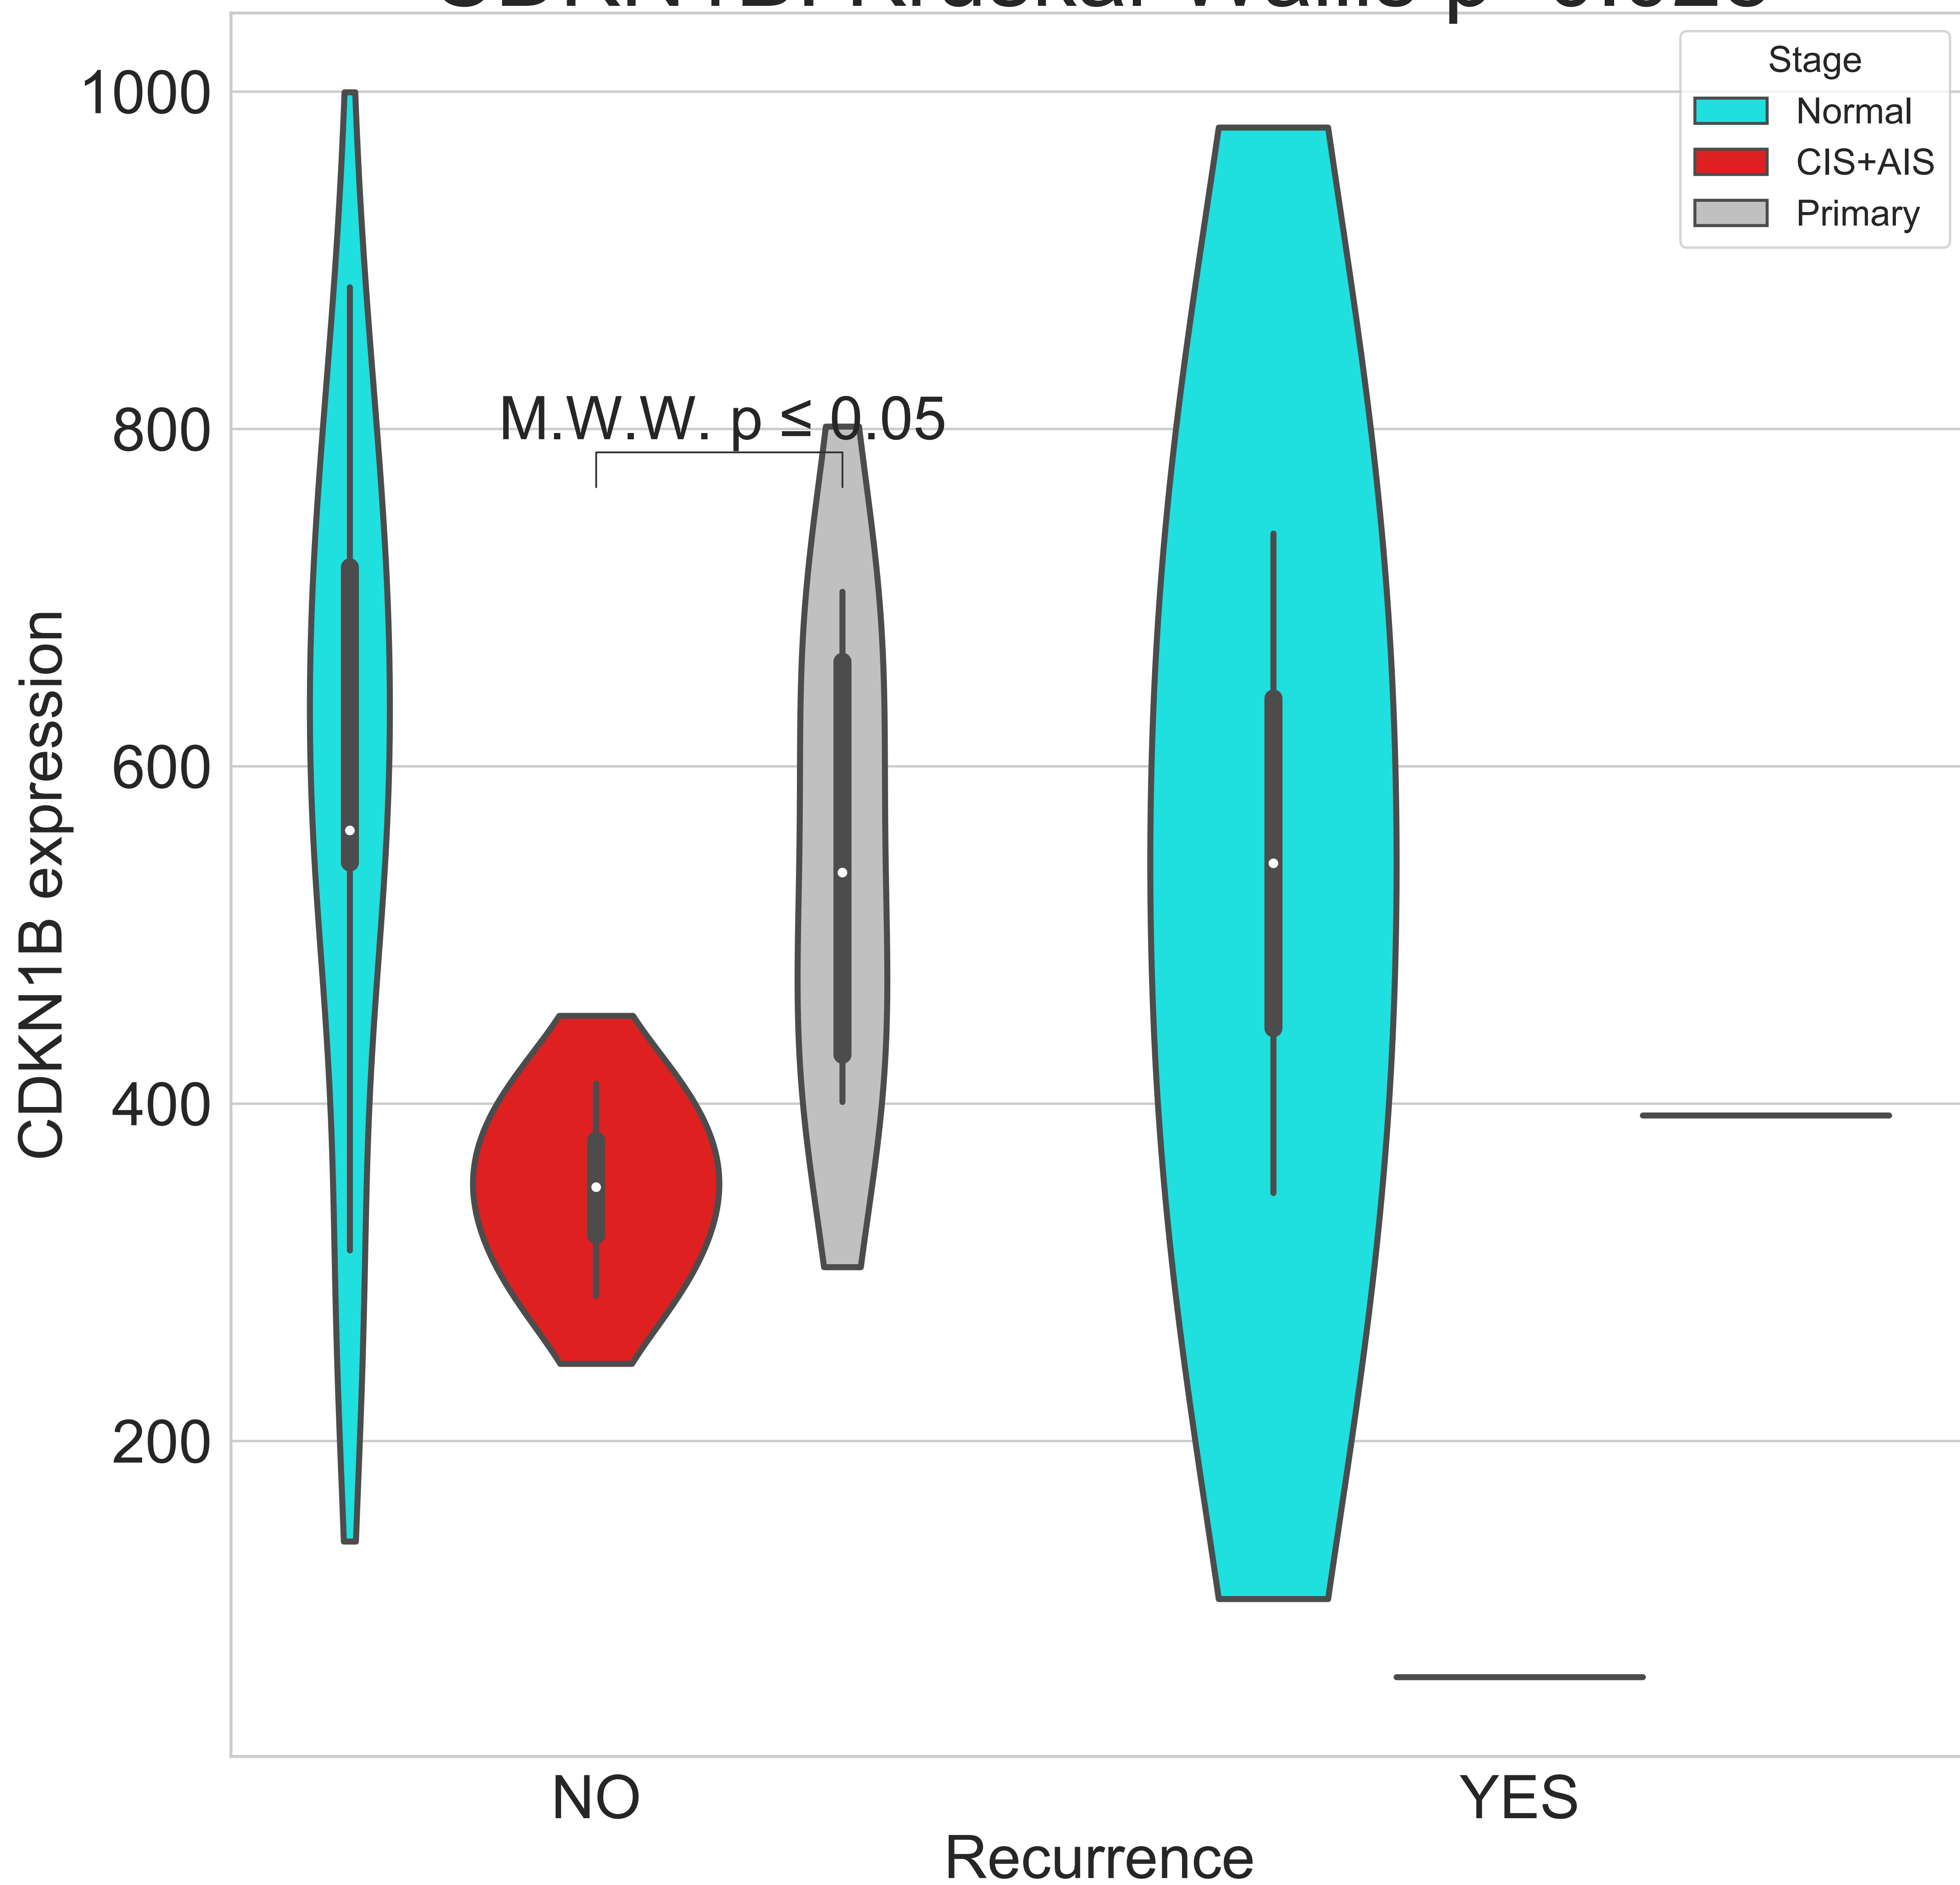 Stage
Normal
CIS+AIS
Primary
1000
800
600
400
200
M.W.W. p ≤ 0.05
CDKN1B expression
NO
YES
Recurrence